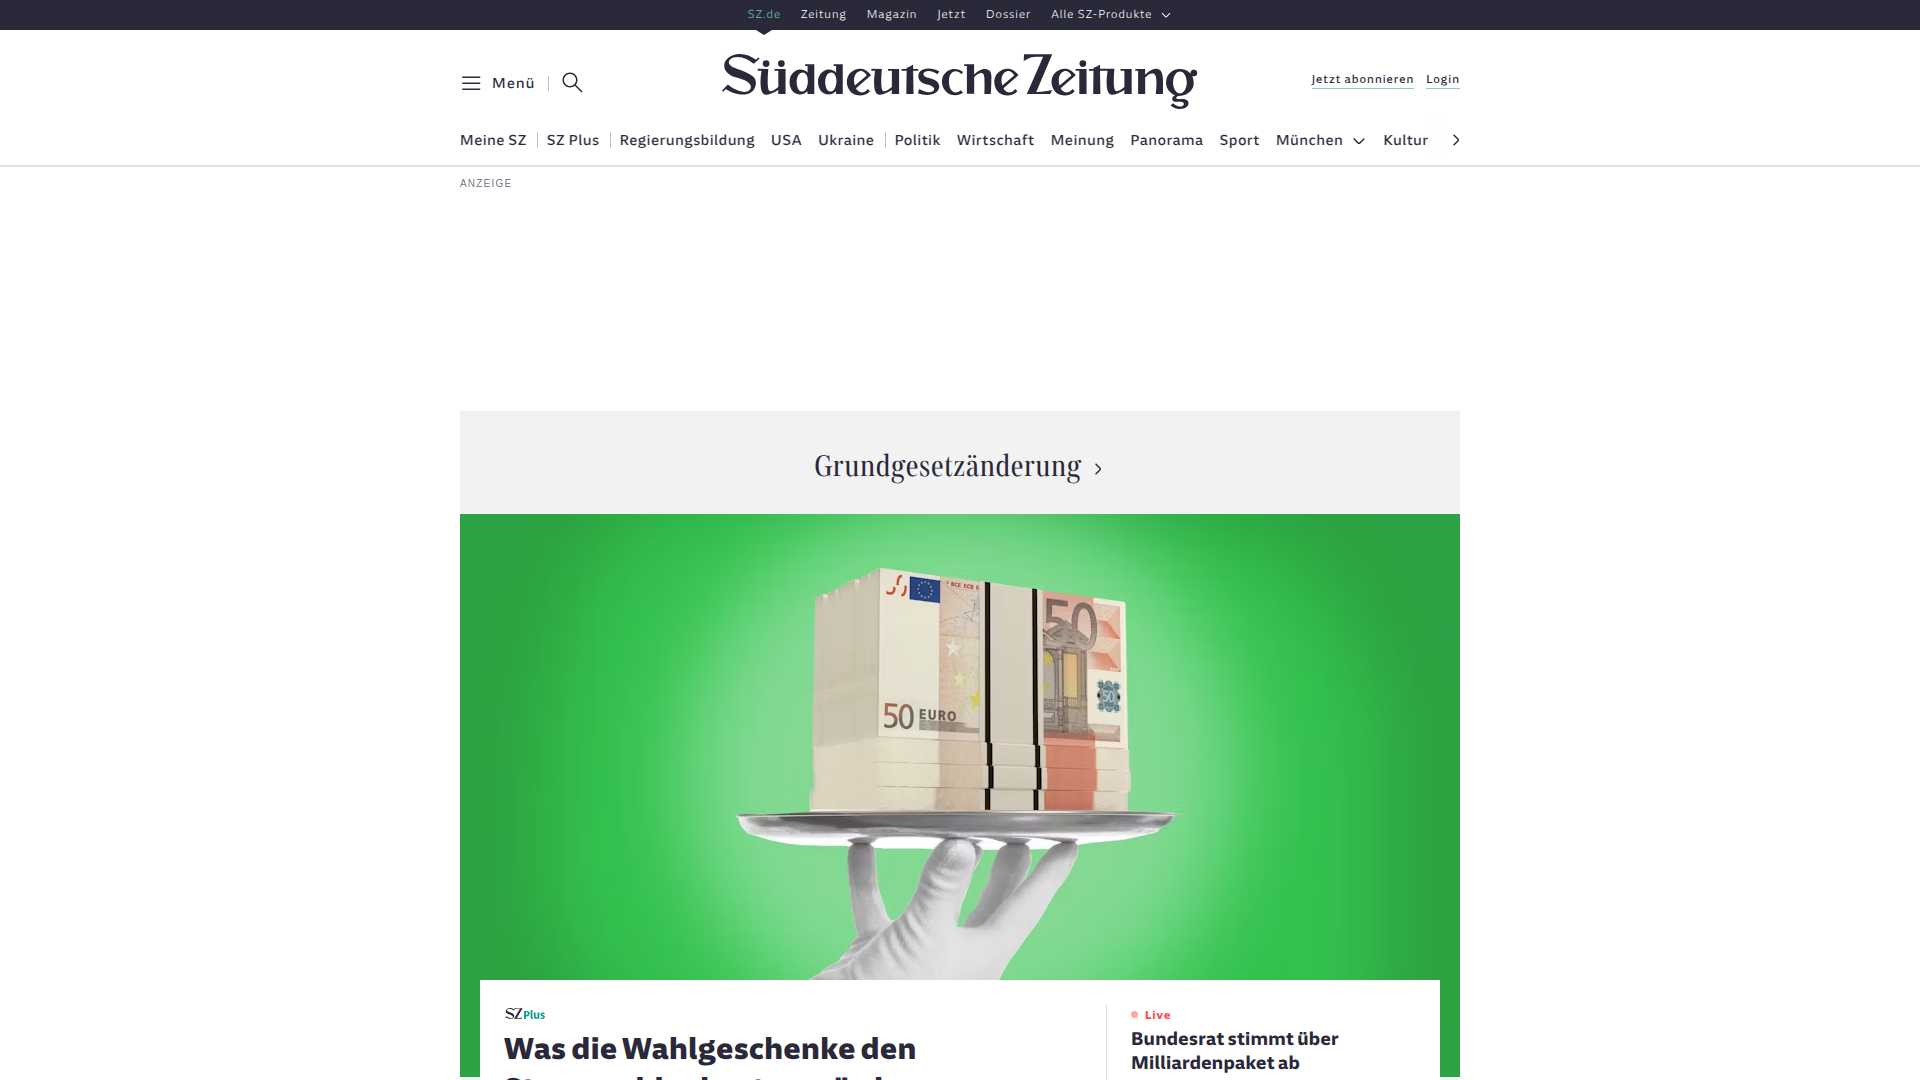 SZ.de Zeitung Magazin Jetzt Dossier Alle SZ-Produkte
Menü
Süddeutsche Zeitung
Jetzt abonnieren Login
Meine SZ SZ Plus Regierungsbildung USA Ukraine Politik Wirtschaft Meinung Panorama Sport München Kultur
ANZEIGE
Grundgesetzänderung
50
50 EURO
50
SZ Plus
Was die Wahlgeschenke den
Live
Bundesrat stimmt über
Milliardenpaket ab